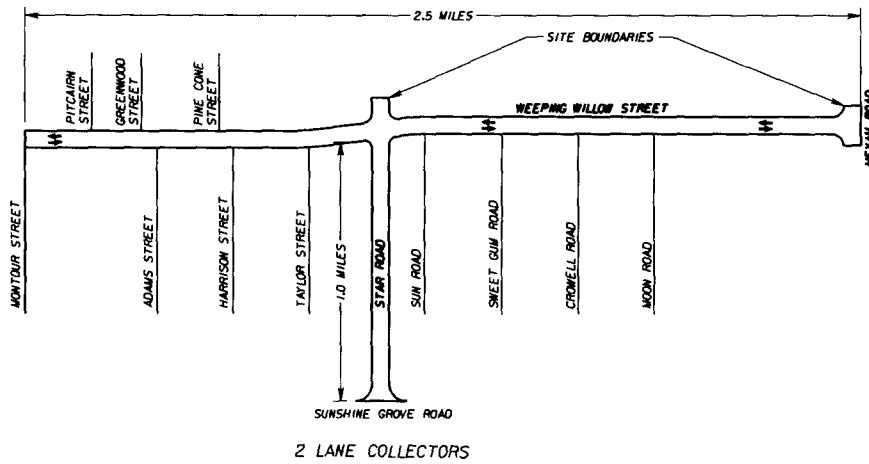 2.5 MILES
SITE BOUNDARIES
PITCAIRN STREET
GREENWOOD STREET
PINE CONE STREET
WEEPING WILLOW STREET
HEXAM ROAD
MONTOUR STREET
ADAMS STREET
HARRISON STREET
TAYLOR STREET
1.0 MILES
STAR ROAD
SUN ROAD
SWEET GUM ROAD
CROWELL ROAD
MOON ROAD
SUNSHINE GROVE ROAD
2 LANE COLLECTORS